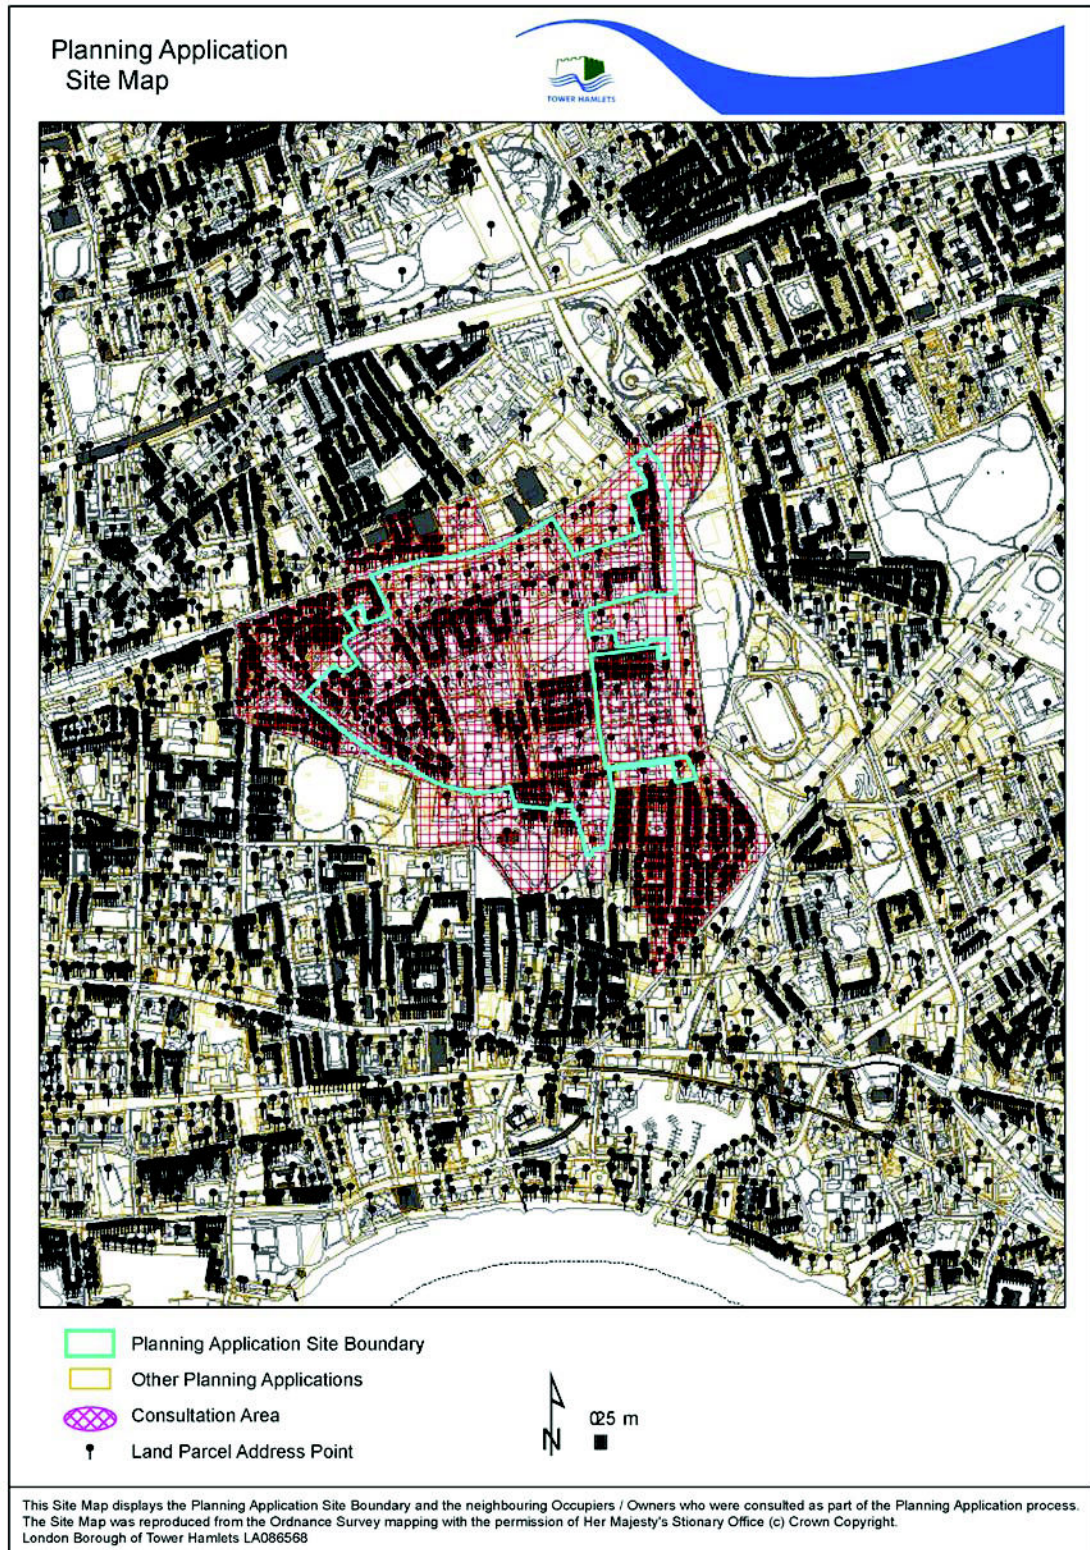 Planning Application
Site Map
TOWER HAMLETS
Planning Application Site Boundary
Other Planning Applications
Consultation Area
Land Parcel Address Point
N
025 m
This Site Map displays the Planning Application Site Boundary and the neighbouring Occupiers / Owners who were consulted as part of the Planning Application process.
The Site Map was reproduced from the Ordnance Survey mapping with the permission of Her Majesty's Stionary Office (c) Crown Copyright.
London Borough of Tower Hamlets LA086568